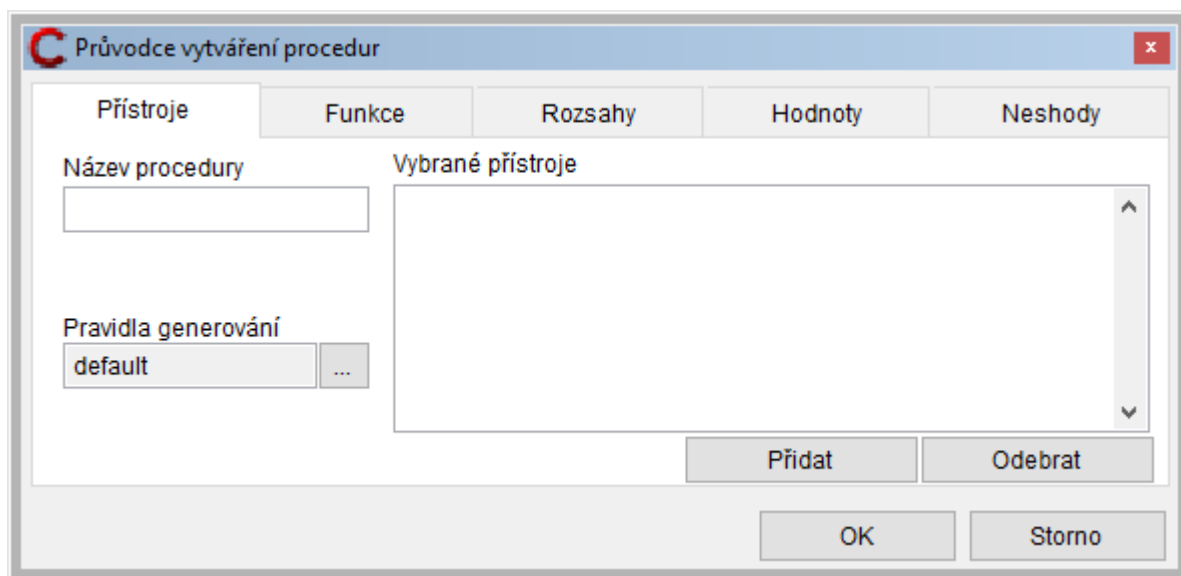 Průvodce vytváření procedur
Přístroje Funkce Rozsahy Hodnoty Neshody
Název procedury
Vybrané přístroje
Pravidla generování
default ...
Přidat Odebrat
OK Storno